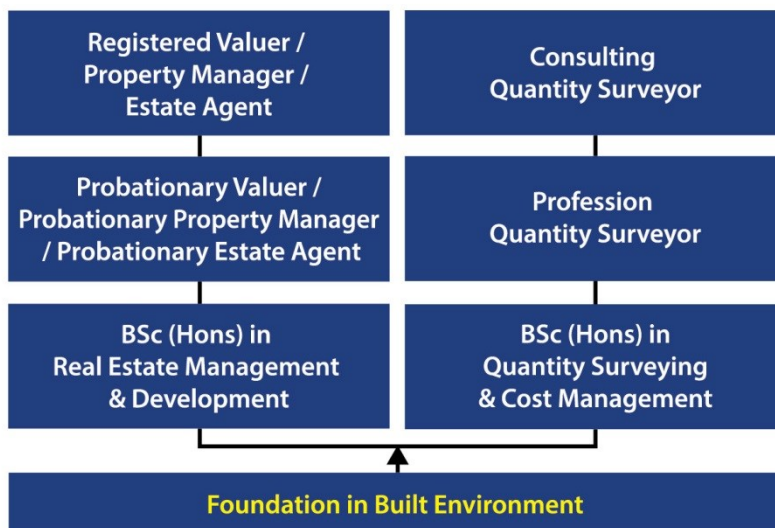 Registered Valuer /
Property Manager /
Estate Agent
Consulting
Quantity Surveyor
Probationary Valuer /
Probationary Property Manager
/ Probationary Estate Agent
Profession
Quantity Surveyor
BSc (Hons) in
Real Estate Management
& Development
BSc (Hons) in
Quantity Surveying
& Cost Management
Foundation in Built Environment